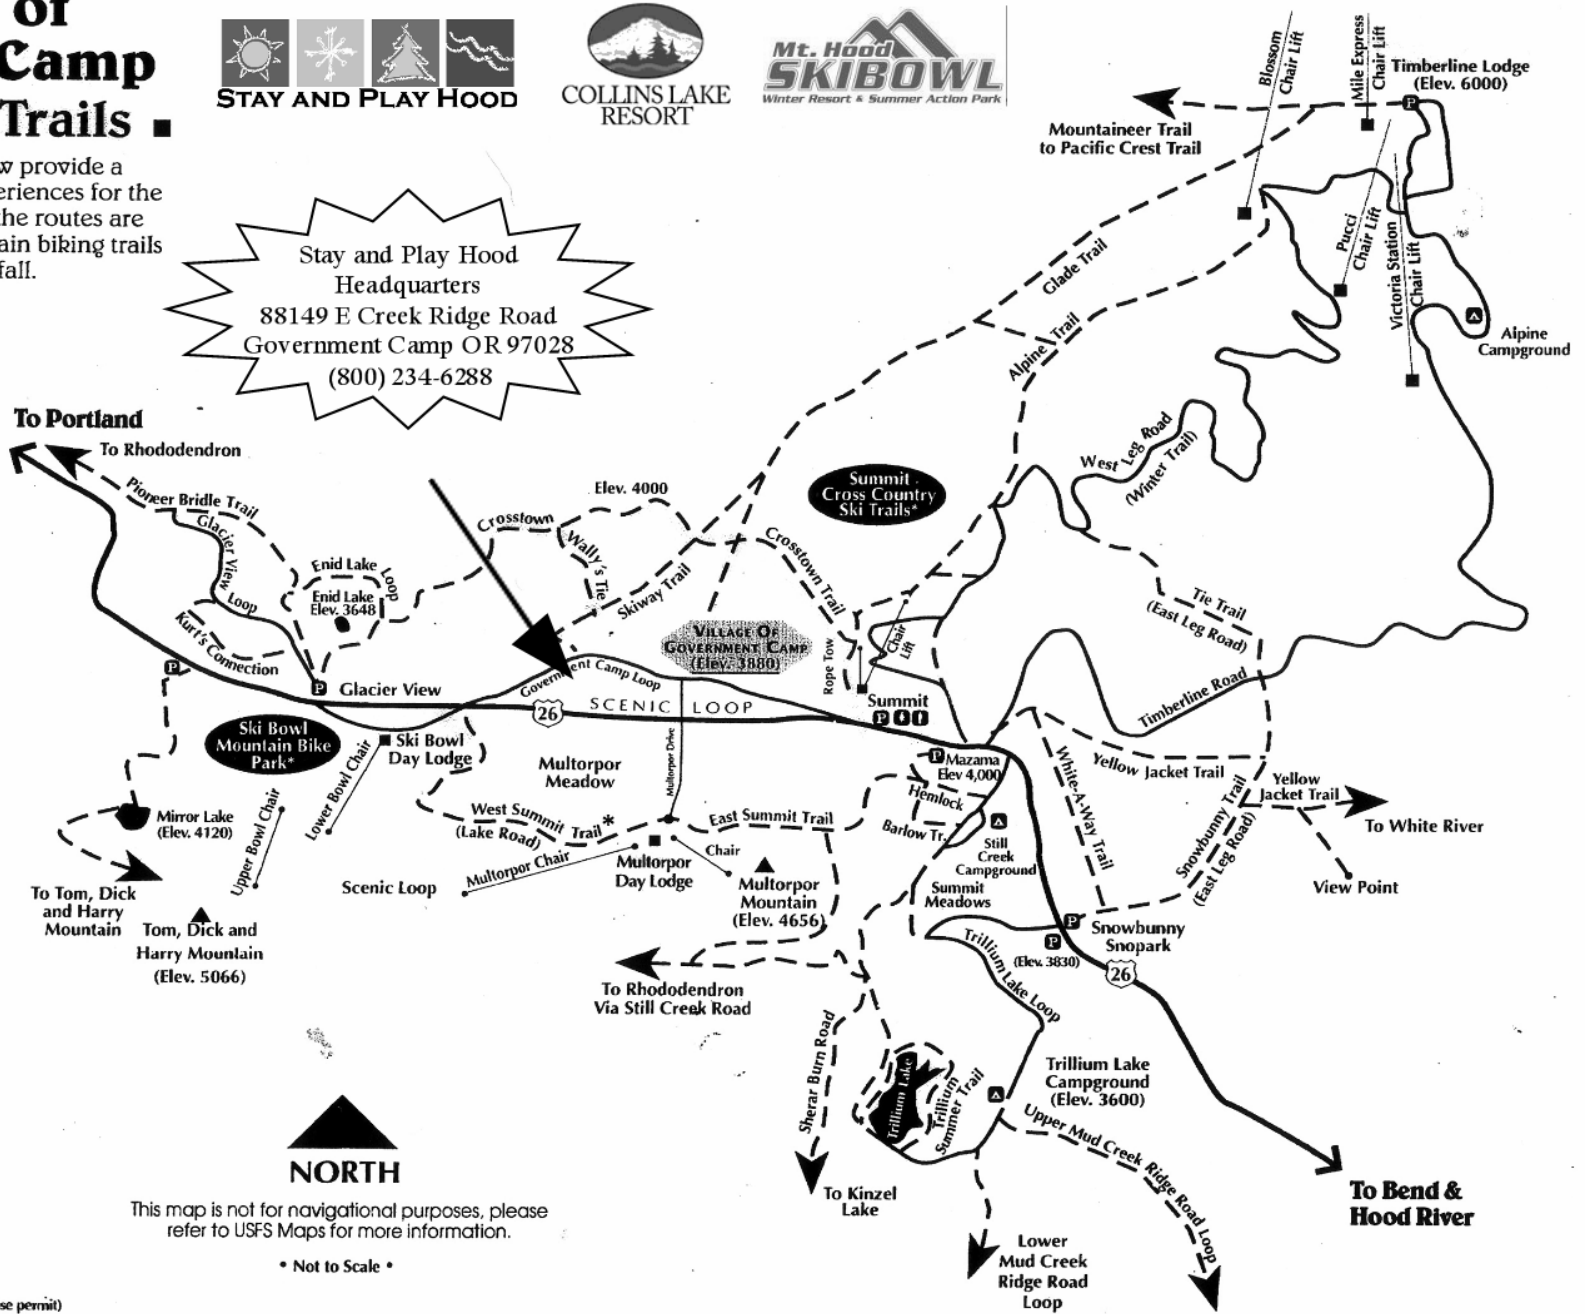 of
Camp
Trails ■
w provide a
eriences for the
the routes are
ain biking trails
fall.
STAY AND PLAY HOOD
COLLINS LAKE
RESORT
Mt. Hood
SKIBOWL
Winter Resort & Summer Action Park
Stay and Play Hood
Headquarters
88149 E Creek Ridge Road
Government Camp OR 97028
(800) 234-6288
Blossom
Chair Lift
Mile Express
Chair Lift
Timberline Lodge
(Elev. 6000)
P
Mountaineer Trail
to Pacific Crest Trail
Glade Trail
Alpine Trail
Pucci
Chair Lift
Victoria Station
Chair Lift
Alpine
Campground
West Leg Road
(Winter Trail)
To Portland
To Rhododendron
Pioneer Bridle Trail
Glacier View
Loop
Enid Lake
Loop
Enid Lake
Elev. 3648
Kurt's Connection
P
P
Glacier View
Crosstown
Elev. 4000
Wally's Tie
Skiway Trail
Crosstown Trail
Summit
Cross Country
Ski Trails*
VILLAGE OF
GOVERNMENT CAMP
(Elev. 3880)
Rope Tow
Chair
Lift
Summit
P
Government Camp Loop
SCENIC LOOP
26
Tie Trail
(East Leg Road)
Timberline Road
Ski Bowl
Mountain Bike
Park*
Ski Bowl
Day Lodge
Lower Bowl Chair
Upper Bowl Chair
Multorpor
Meadow
Multorpor Drive
P
Mazama
Elev 4,000
Hemlock
Barlow Tr.
White-A-Way Trail
Yellow Jacket Trail
Yellow
Jacket Trail
To White River
View Point
Snowbunny Trail
(East Leg Road)
Mirror Lake
(Elev. 4120)
To Tom, Dick
and Harry
Mountain
Tom, Dick and
Harry Mountain
(Elev. 5066)
West Summit Trail*
(Lake Road)
East Summit Trail
Scenic Loop
Multorpor Chair
Multorpor
Day Lodge
Chair
Multorpor
Mountain
(Elev. 4656)
Still
Creek
Campground
Summit
Meadows
P
Snowbunny
Snopark
P
(Elev. 3830)
26
To Rhododendron
Via Still Creek Road
Trillium Lake Loop
Sherar Burn Road
Trillium Lake
Trillium
Summer Trail
Trillium Lake
Campground
(Elev. 3600)
Upper Mud Creek Ridge Road Loop
To Kinzel
Lake
Lower
Mud Creek
Ridge Road
Loop
To Bend &
Hood River
NORTH
This map is not for navigational purposes, please
refer to USFS Maps for more information.
• Not to Scale •
se permit)